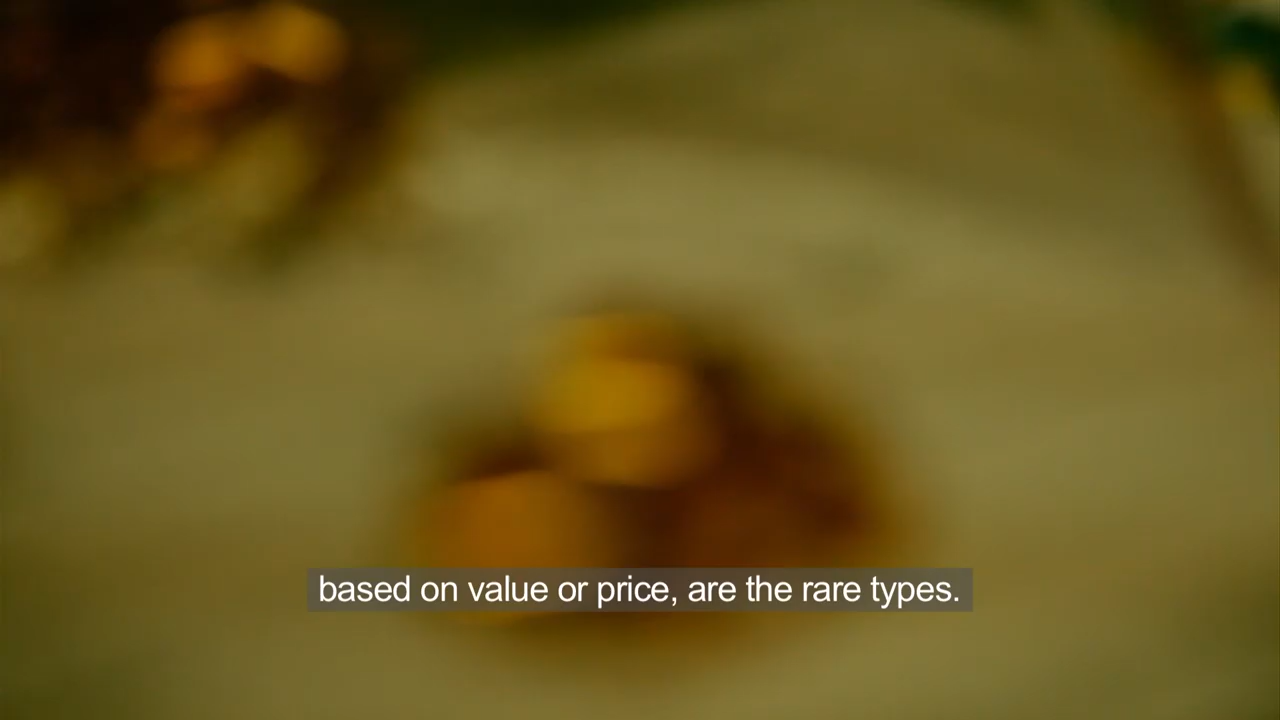 based on value or price, are the rare types.